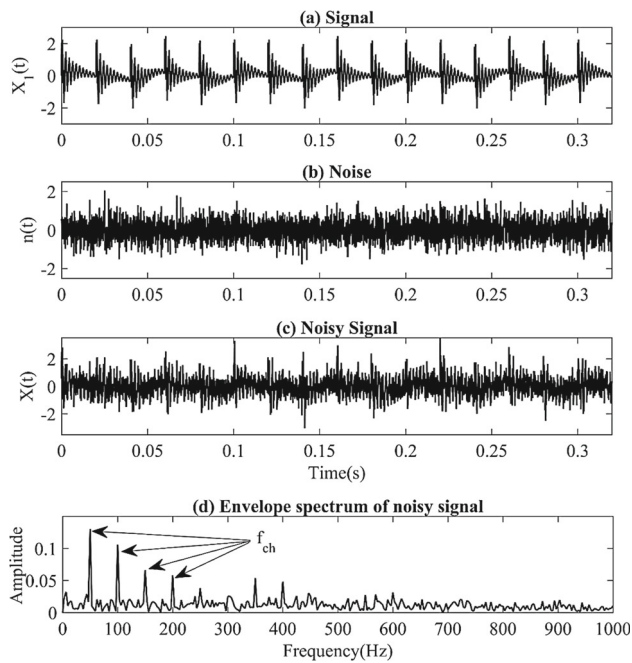 (a) Signal
X1(t)
2
0
-2
0 0.05 0.1 0.15 0.2 0.25 0.3
(b) Noise
n(t)
2
0
-2
0 0.05 0.1 0.15 0.2 0.25 0.3
(c) Noisy Signal
X(t)
2
0
-2
0 0.05 0.1 0.15 0.2 0.25 0.3
Time(s)
(d) Envelope spectrum of noisy signal
Amplitude
0.1
0.05
0
fch
0 100 200 300 400 500 600 700 800 900 1000
Frequency(Hz)